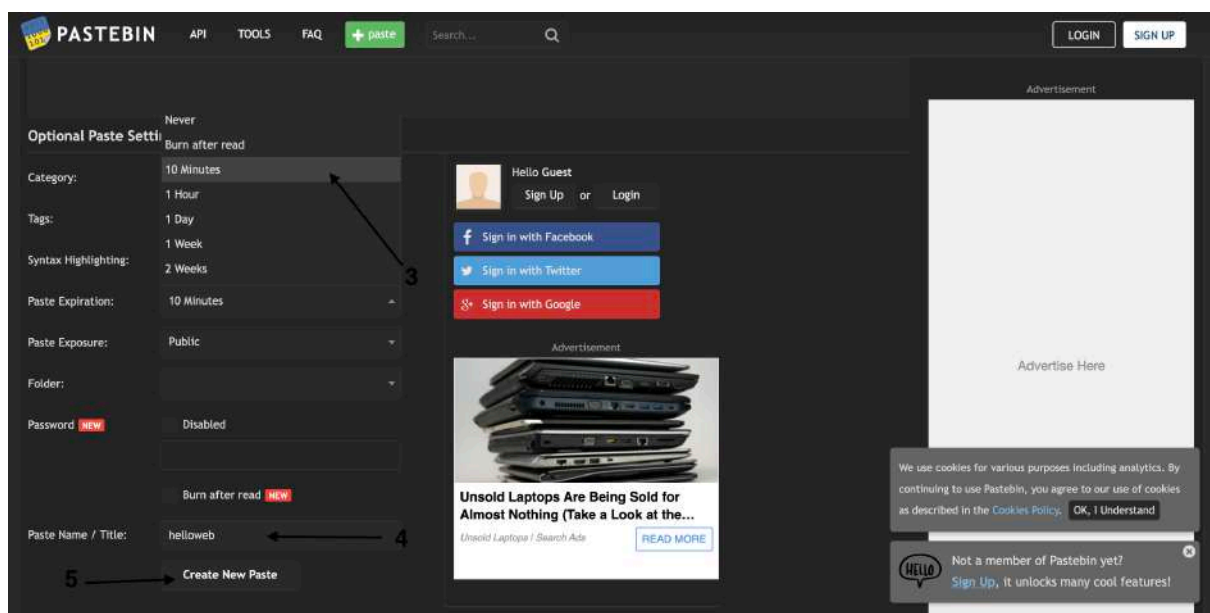 PASTEBIN API TOOLS FAQ + paste Search... LOGIN SIGN UP
Advertisement
Never
Optional Paste Setti
Burn after read
Category:
10 Minutes
1 Hour
Tags:
1 Day
1 Week
Syntax Highlighting:
2 Weeks
3
Paste Expiration:
10 Minutes
Paste Exposure:
Public
Folder:
Password NEW
Disabled
Burn after read NEW
Paste Name / Title:
helloweb
4
5
Create New Paste
Hello Guest
Sign Up or Login
f Sign in with Facebook
Sign in with Twitter
g+ Sign in with Google
Advertisement
Unsold Laptops Are Being Sold for
Almost Nothing (Take a Look at the...
Unsold Laptops | Search Ads
READ MORE
Advertise Here
We use cookies for various purposes including analytics. By
continuing to use Pastebin, you agree to our use of cookies
as described in the Cookies Policy. OK, I Understand
HELLO
Not a member of Pastebin yet?
Sign Up, it unlocks many cool features!